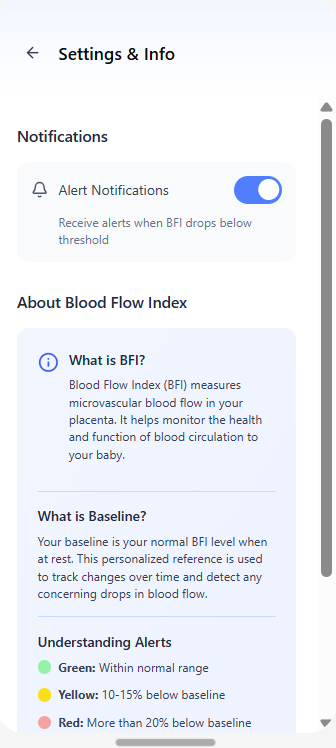 Settings & Info
Notifications
Alert Notifications
Receive alerts when BFI drops below
threshold
About Blood Flow Index
What is BFI?
Blood Flow Index (BFI) measures
microvascular blood flow in your
placenta. It helps monitor the health
and function of blood circulation to
your baby.
What is Baseline?
Your baseline is your normal BFI level when
at rest. This personalized reference is used
to track changes over time and detect any
concerning drops in blood flow.
Understanding Alerts
Green: Within normal range
Yellow: 10-15% below baseline
Red: More than 20% below baseline